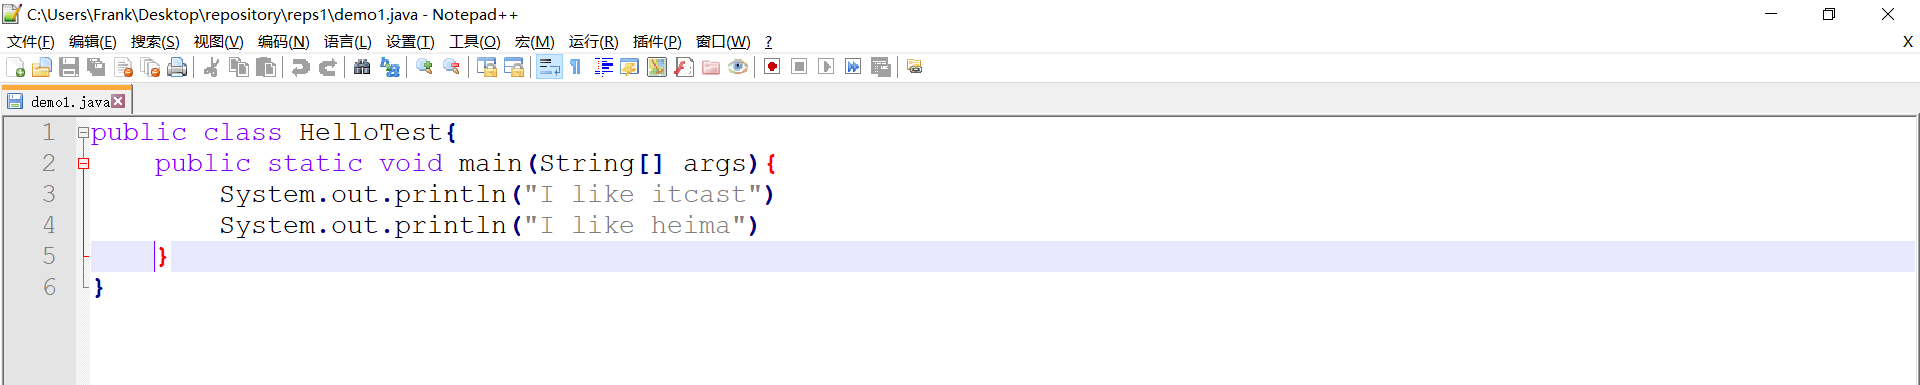 C:\Users\Frank\Desktop\repository\reps1\demo1.java - Notepad++
文件(F) 编辑(E) 搜索(S) 视图(V) 编码(N) 语言(L) 设置(T) 工具(O) 宏(M) 运行(R) 插件(P) 窗口(W) ? X
demo1.java
1 public class HelloTest{
2 public static void main(String[] args){
3 System.out.println("I like itcast")
4 System.out.println("I like heima")
5 }
6 }